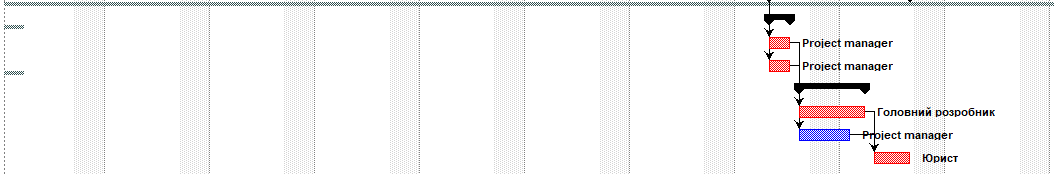 Project manager
Project manager
Головний розробник
Project manager
Юрист